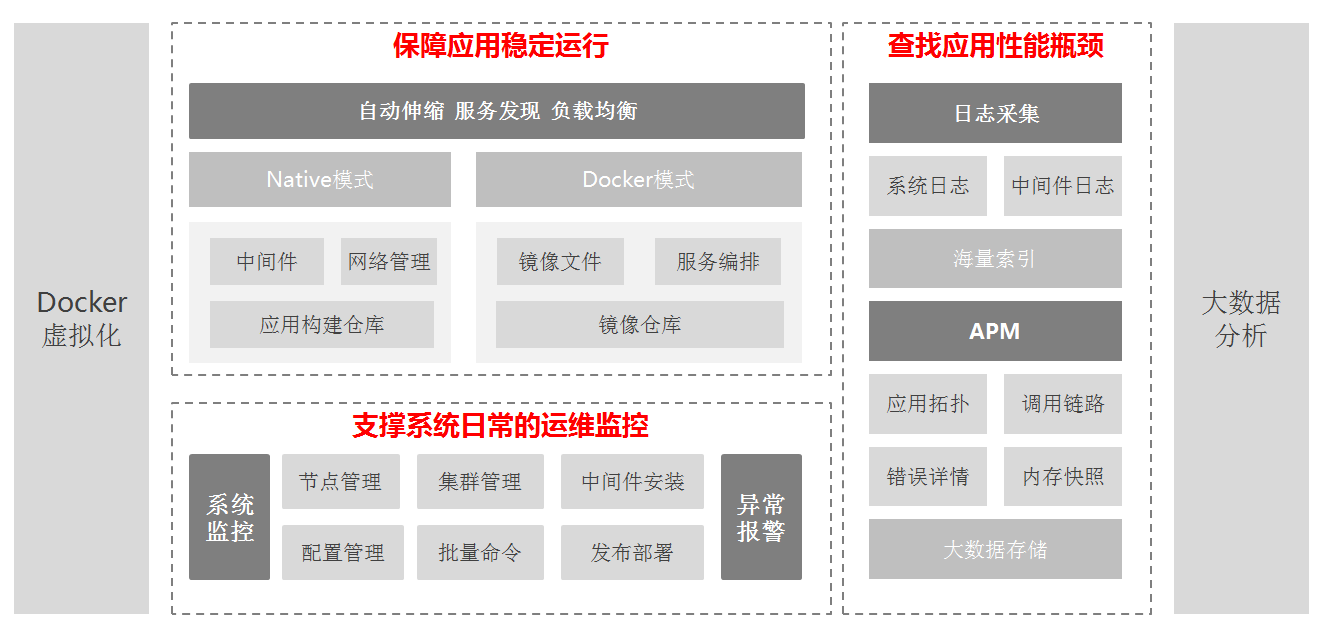 Docker
虚拟化
保障应用稳定运行
自动伸缩 服务发现 负载均衡
Native模式
Docker模式
中间件
网络管理
镜像文件
服务编排
应用构建仓库
镜像仓库
支撑系统日常的运维监控
系统
监控
节点管理
集群管理
中间件安装
配置管理
批量命令
发布部署
异常
报警
查找应用性能瓶颈
日志采集
系统日志
中间件日志
海量索引
APM
应用拓扑
调用链路
错误详情
内存快照
大数据存储
大数据
分析